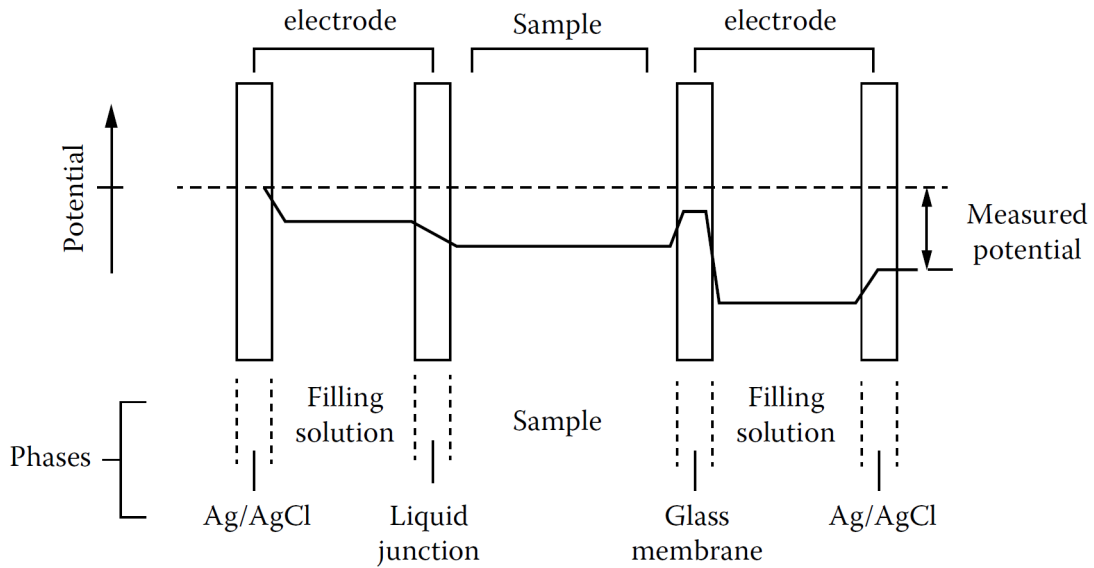 electrode
Sample
electrode
Potential
Measured
potential
Phases
Filling
solution
Sample
Filling
solution
Ag/AgCl
Liquid
junction
Glass
membrane
Ag/AgCl